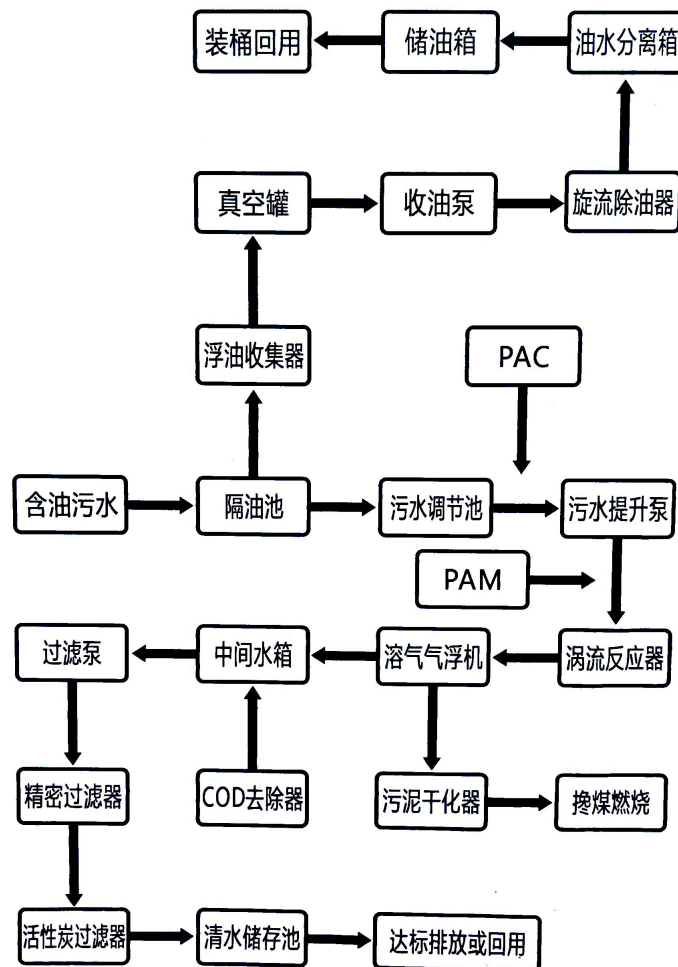 装桶回用
储油箱
油水分离箱
真空罐
收油泵
旋流除油器
浮油收集器
PAC
含油污水
隔油池
污水调节池
污水提升泵
PAM
过滤泵
中间水箱
溶气气浮机
涡流反应器
精密过滤器
COD去除器
污泥干化器
搀煤燃烧
活性炭过滤器
清水储存池
达标排放或回用